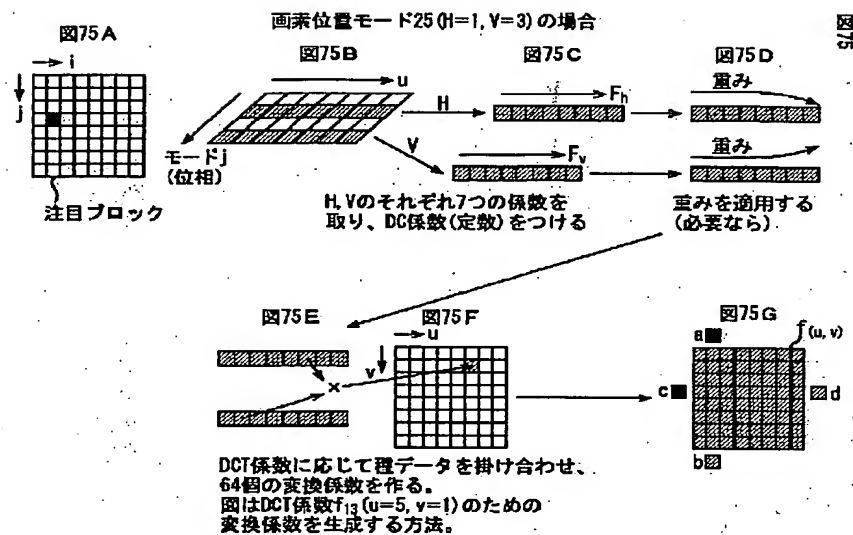 図75
画素位置モード25(H=1, V=3)の場合
図75A
図75B
図75C
図75D
i
j
u
H
V
Fh
Fv
重み
重み
モードj
(位相)
注目ブロック
H, Vのそれぞれ7つの係数を
取り、DC係数(定数)をつける
重みを適用する
(必要なら)
図75E
図75F
図75G
u
v
×
a
b
c
d
f(u, v)
DCT係数に応じて種データを掛け合わせ、
64個の変換係数を作る。
図はDCT係数f13(u=5, v=1)のための
変換係数を生成する方法。